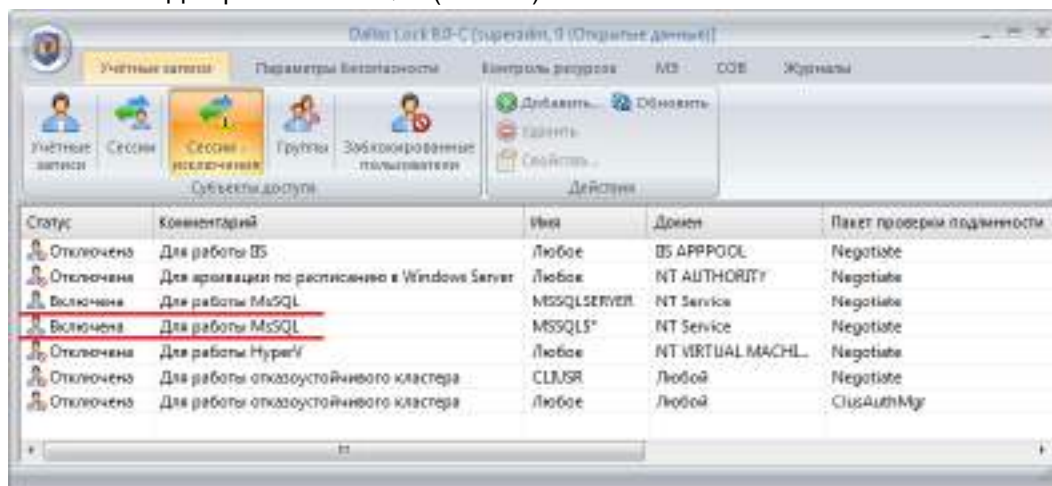 Dallas Lock 8.0-C [superadm, 0 (Открытые данные)]
Учётные записи Параметры безопасности Контроль ресурсов МЭ СОВ Журналы
Учётные записи
Сессии
Сессии - исключения
Группы
Заблокированные пользователи
Добавить... Обновить
Удалить
Свойства...
Субъекты доступа Действия
Статус Комментарий Имя Домен Пакет проверки подлинности
Отключена Для работы IIS Любое IIS APPPOOL Negotiate
Отключена Для архивации по расписанию в Windows Server Любое NT AUTHORITY Negotiate
Включена Для работы MsSQL MSSQLSERVER NT Service Negotiate
Включена Для работы MsSQL MSSQL$* NT Service Negotiate
Отключена Для работы HyperV Любое NT VIRTUAL MACHI... Negotiate
Отключена Для работы отказоустойчивого кластера CLIUSR Любой Negotiate
Отключена Для работы отказоустойчивого кластера Любое Любой ClusAuthMgr